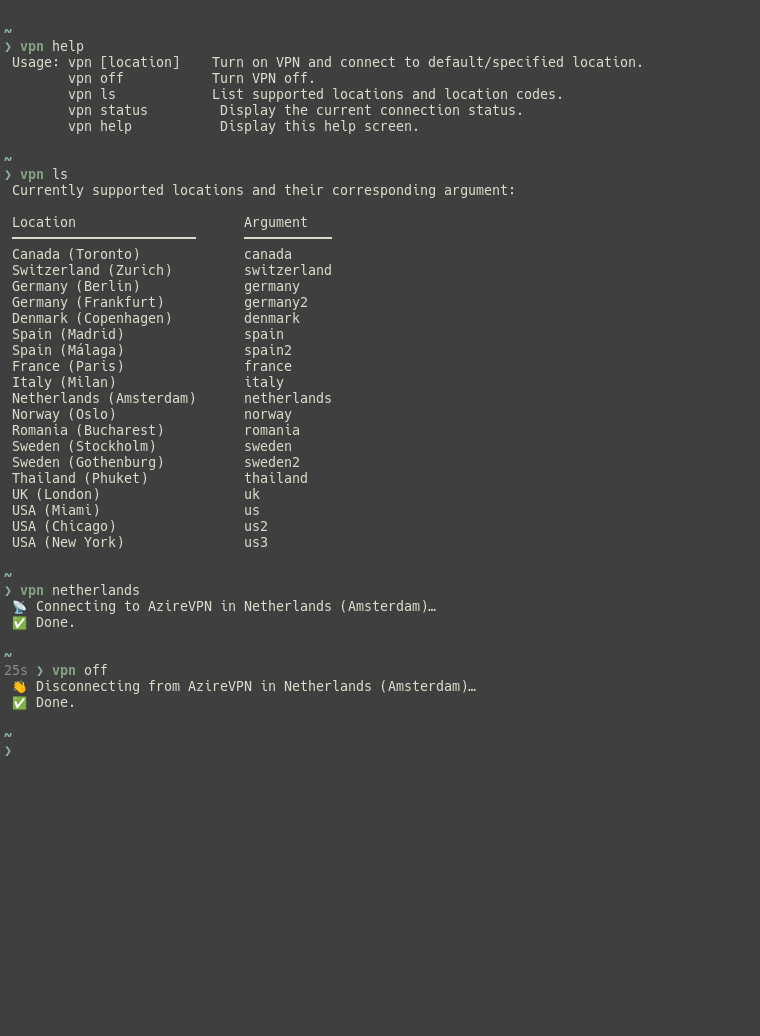 ~
❯ vpn help
Usage: vpn [location]    Turn on VPN and connect to default/specified location.
       vpn off           Turn VPN off.
       vpn ls            List supported locations and location codes.
       vpn status         Display the current connection status.
       vpn help           Display this help screen.
~
❯ vpn ls
Currently supported locations and their corresponding argument:
Location                     Argument
Canada (Toronto)             canada
Switzerland (Zurich)         switzerland
Germany (Berlin)             germany
Germany (Frankfurt)          germany2
Denmark (Copenhagen)         denmark
Spain (Madrid)               spain
Spain (Málaga)               spain2
France (Paris)               france
Italy (Milan)                italy
Netherlands (Amsterdam)      netherlands
Norway (Oslo)                norway
Romania (Bucharest)          romania
Sweden (Stockholm)           sweden
Sweden (Gothenburg)          sweden2
Thailand (Phuket)            thailand
UK (London)                  uk
USA (Miami)                  us
USA (Chicago)                us2
USA (New York)               us3
~
❯ vpn netherlands
📡 Connecting to AzireVPN in Netherlands (Amsterdam)…
✅ Done.
~
25s ❯ vpn off
👋 Disconnecting from AzireVPN in Netherlands (Amsterdam)…
✅ Done.
~
❯